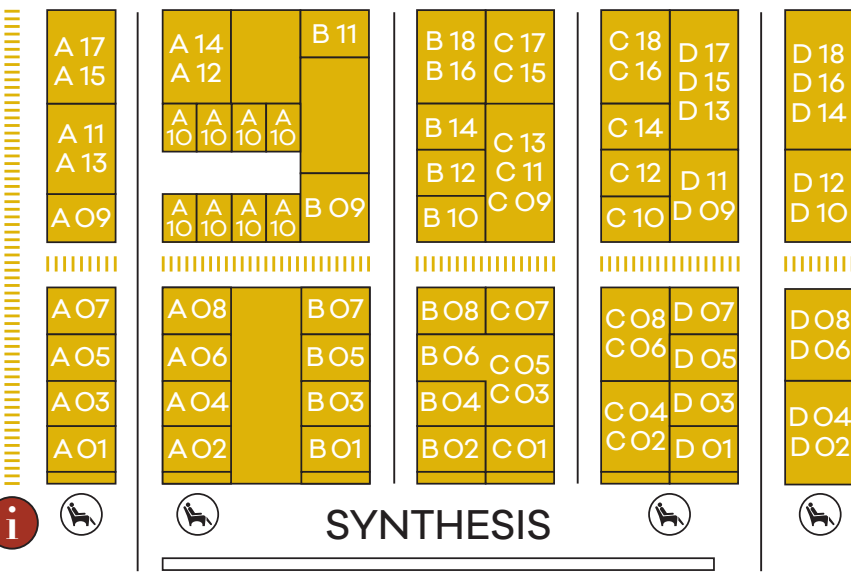 A 17
A 15
A 11
A 13
A 09
A 14
A 12
B 11
A
10
A
10
A
10
A
10
A
10
A
10
A
10
A
10
B 09
B 18
B 16
C 17
C 15
B 14
B 12
B 10
C 13
C 11
C 09
C 18
C 16
D 17
D 15
D 13
C 14
C 12
C 10
D 11
D 09
D 18
D 16
D 14
D 12
D 10
A 07
A 05
A 03
A 01
A 08
A 06
A 04
A 02
B 07
B 05
B 03
B 01
B 08
C 07
B 06
C 05
C 03
B 04
B 02
C 01
C 08
C 06
D 07
D 05
C 04
C 02
D 03
D 01
D 08
D 06
D 04
D 02
i
SYNTHESIS